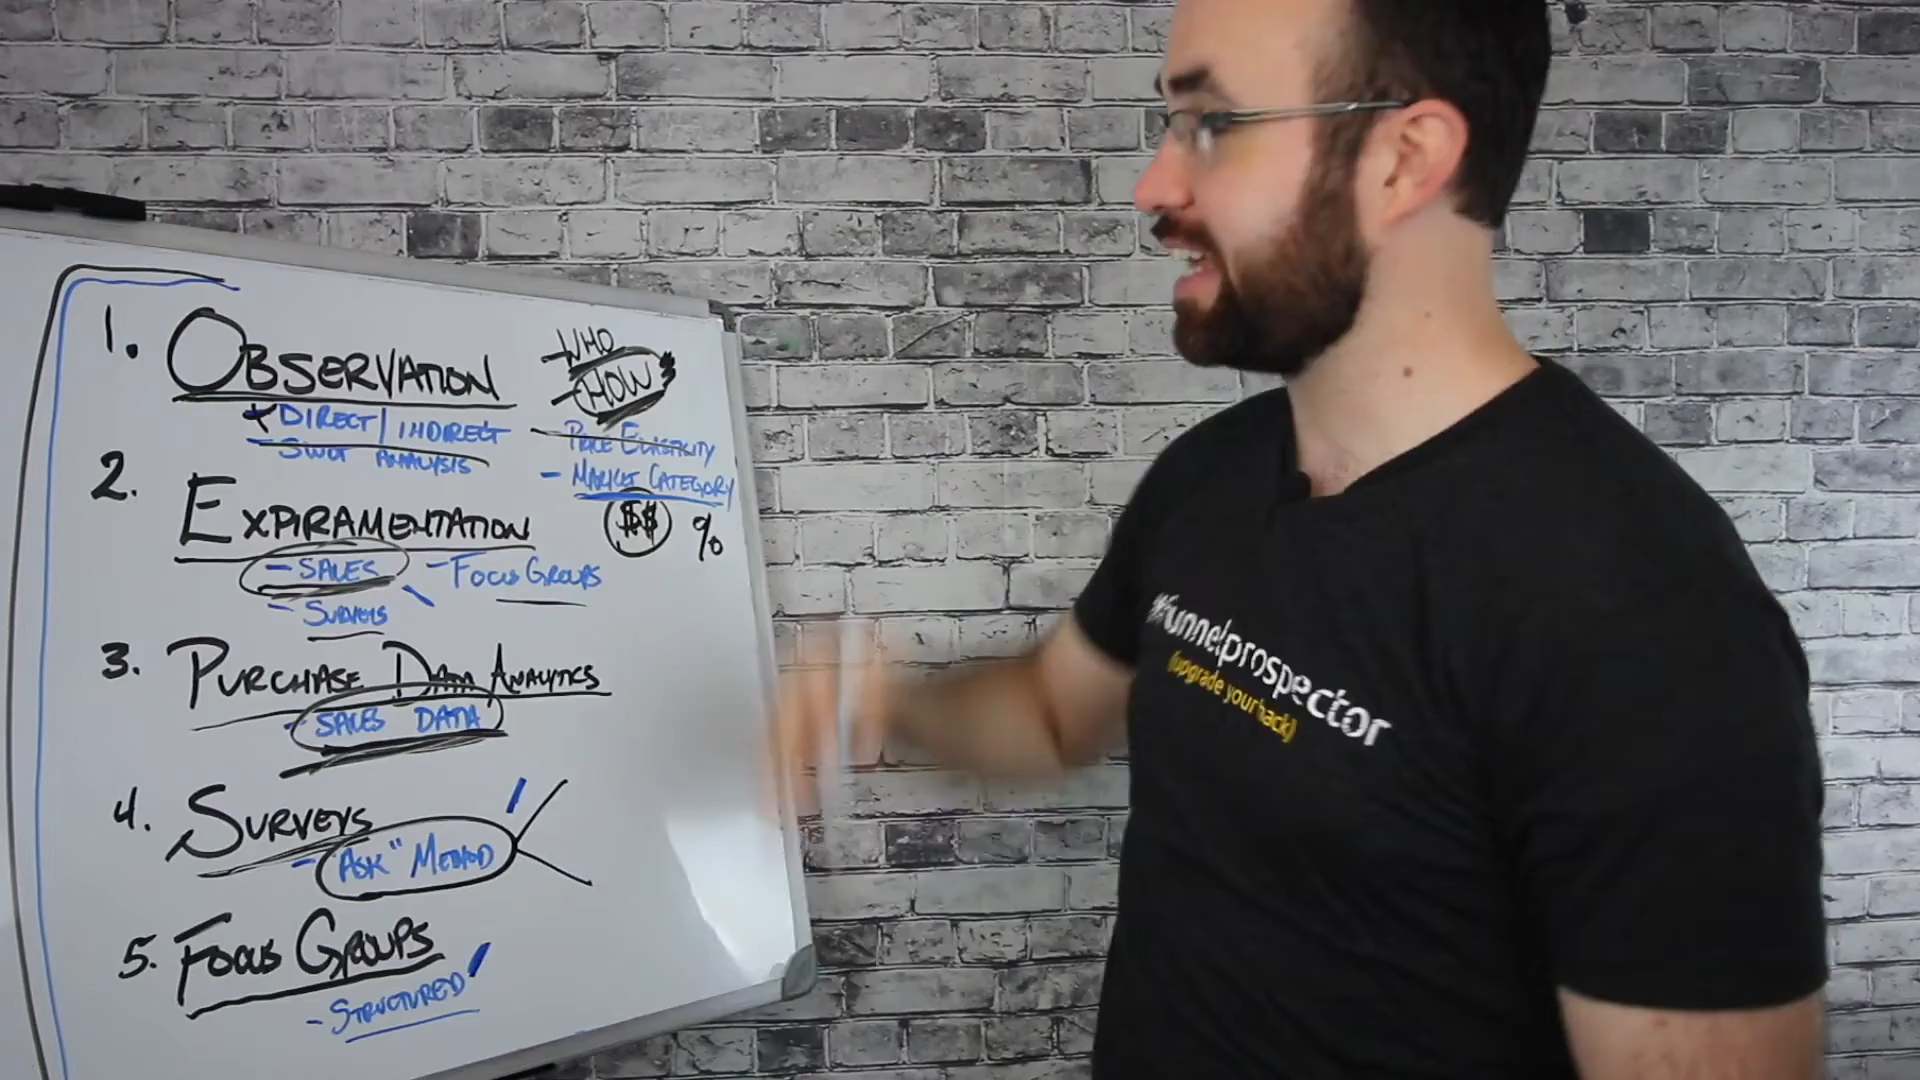 1. OBSERVATION
- WHO
- HOW
+ DIRECT/INDIRECT
- SWOT ANALYSIS
- PRICE ELASTICITY
- MARKET CATEGORY
$$ %
2. EXPIRAMENTATION
- SALES
- FOCUS GROUPS
- SURVEYS
3. PURCHASE DATA ANALYTICS
- SALES DATA
4. SURVEYS
- ASK" METHOD
5. FOCUS GROUPS
- STRUCTURED
#funnelprospector
(upgrade your hack)